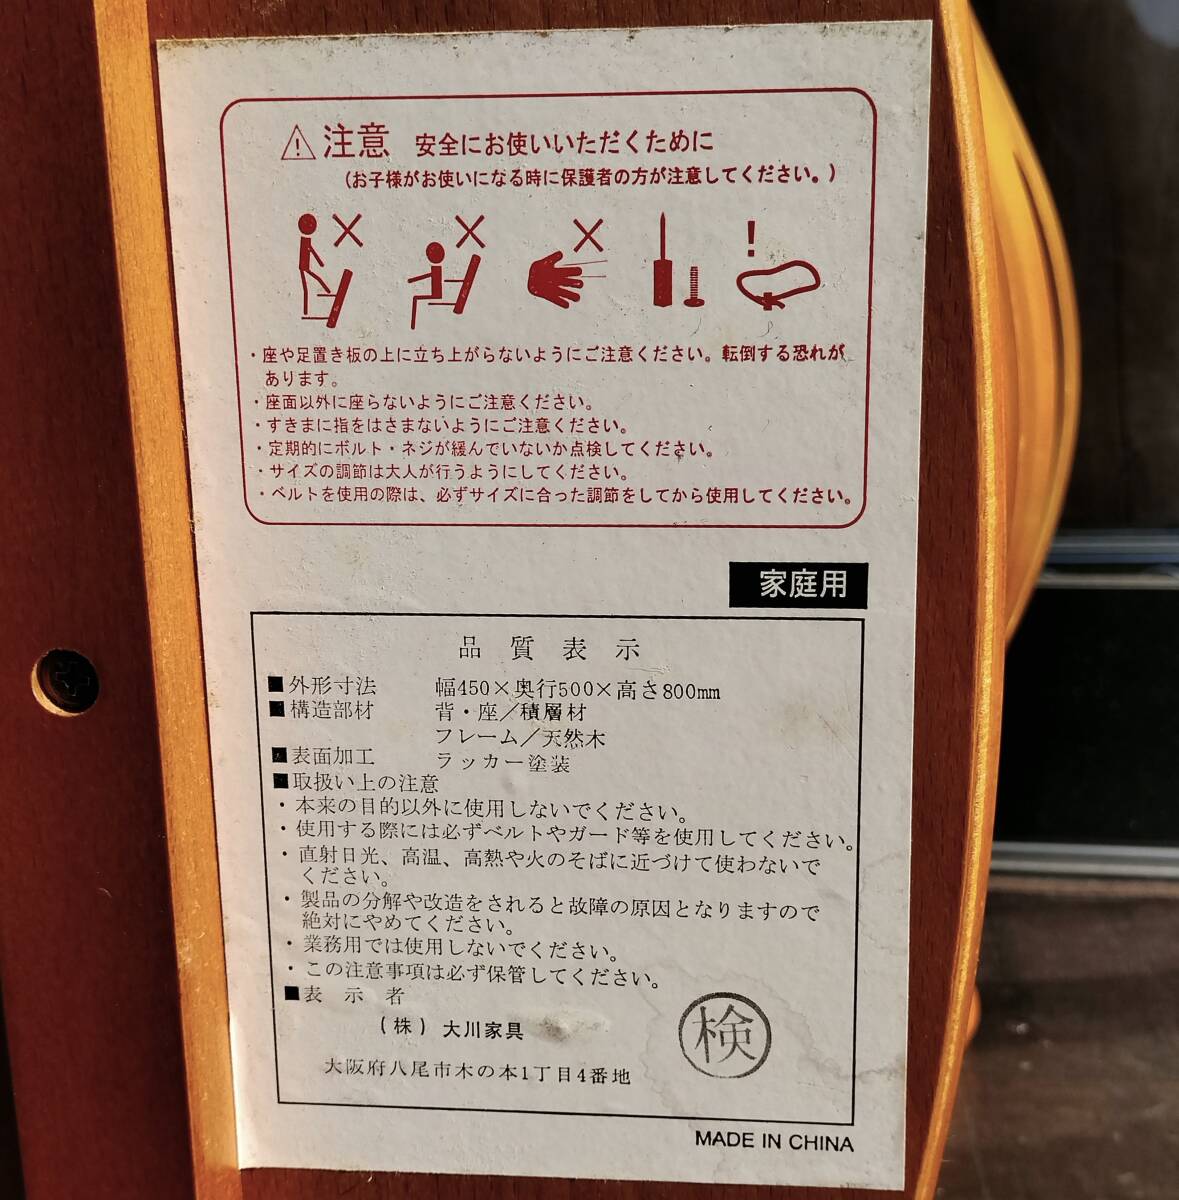 注意 安全にお使いいただくために
(お子様がお使いになる時に保護者の方が注意してください。)
・座や足置き板の上に立ち上がらないようにご注意ください。転倒する恐れが
あります。
・座面以外に座らないようにご注意ください。
・すきまに指をはさまないようにご注意ください。
・定期的にボルト・ネジが緩んでいないか点検してください。
・サイズの調節は大人が行うようにしてください。
・ベルトを使用の際は、必ずサイズに合った調節をしてから使用してください。
家庭用
品質表示
■外形寸法 幅450×奥行500×高さ800mm
■構造部材 背・座／積層材
フレーム／天然木
■表面加工 ラッカー塗装
■取扱い上の注意
・本来の目的以外に使用しないでください。
・使用する際には必ずベルトやガード等を使用してください。
・直射日光、高温、高熱や火のそばに近づけて使わないで
ください。
・製品の分解や改造をされると故障の原因となりますので
絶対にやめてください。
・業務用では使用しないでください。
・この注意事項は必ず保管してください。
■表示者
(株)大川家具
検
大阪府八尾市木の本1丁目4番地
MADE IN CHINA